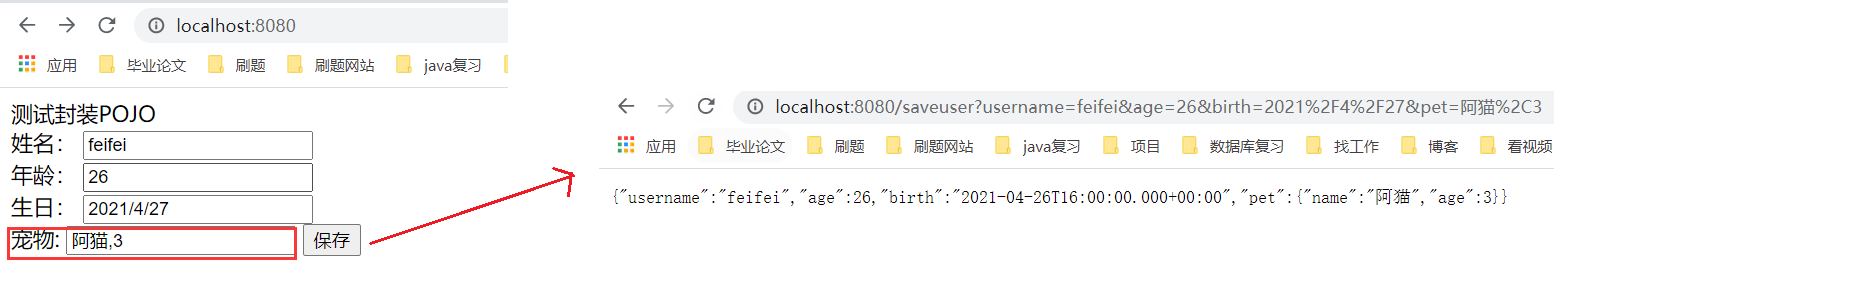 localhost:8080
应用 毕业论文 刷题 刷题网站 java复习
测试封装POJO
姓名： feifei
年龄： 26
生日： 2021/4/27
宠物: 阿猫,3 保存
localhost:8080/saveuser?username=feifei&age=26&birth=2021%2F4%2F27&pet=阿猫%2C3
应用 毕业论文 刷题 刷题网站 java复习 项目 数据库复习 找工作 博客 看视频
{"username":"feifei","age":26,"birth":"2021-04-26T16:00:00.000+00:00","pet":{"name":"阿猫","age":3}}